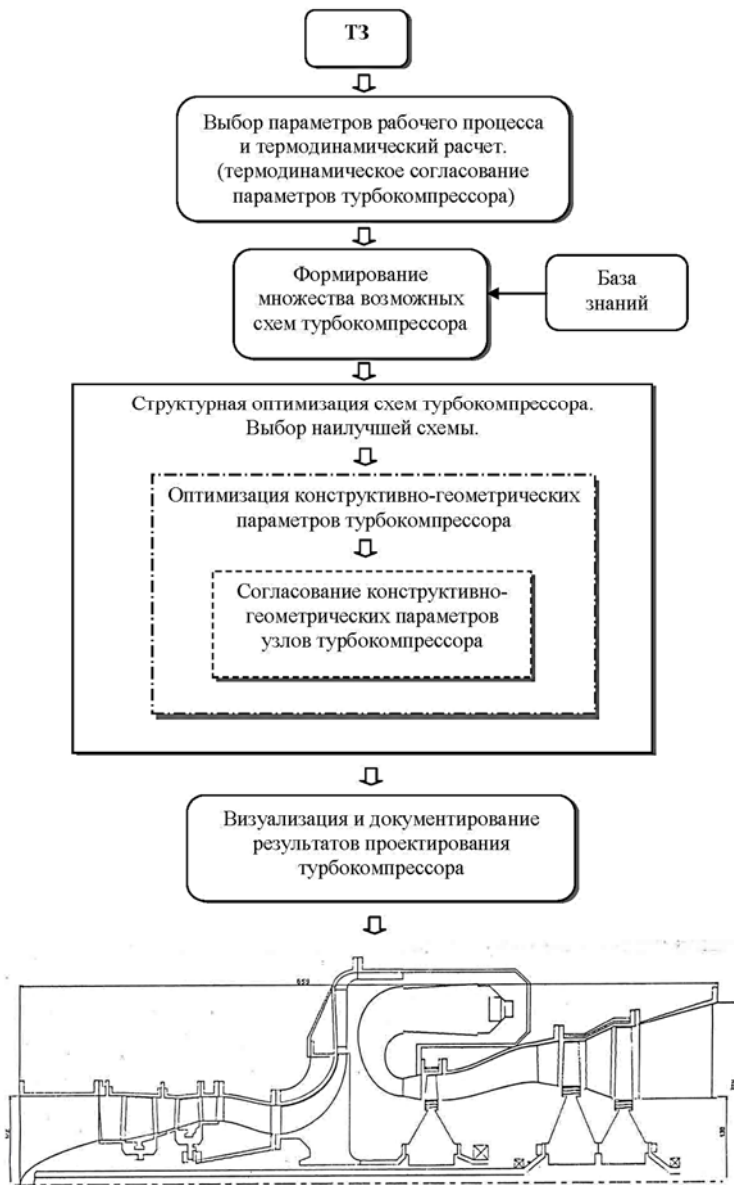 ТЗ
Выбор параметров рабочего процесса
и термодинамический расчет.
(термодинамическое согласование
параметров турбокомпрессора)
Формирование
множества возможных
схем турбокомпрессора
База
знаний
Структурная оптимизация схем турбокомпрессора.
Выбор наилучшей схемы.
Оптимизация конструктивно-геометрических
параметров турбокомпрессора
Согласование конструктивно-
геометрических параметров
узлов турбокомпрессора
Визуализация и документирование
результатов проектирования
турбокомпрессора
659